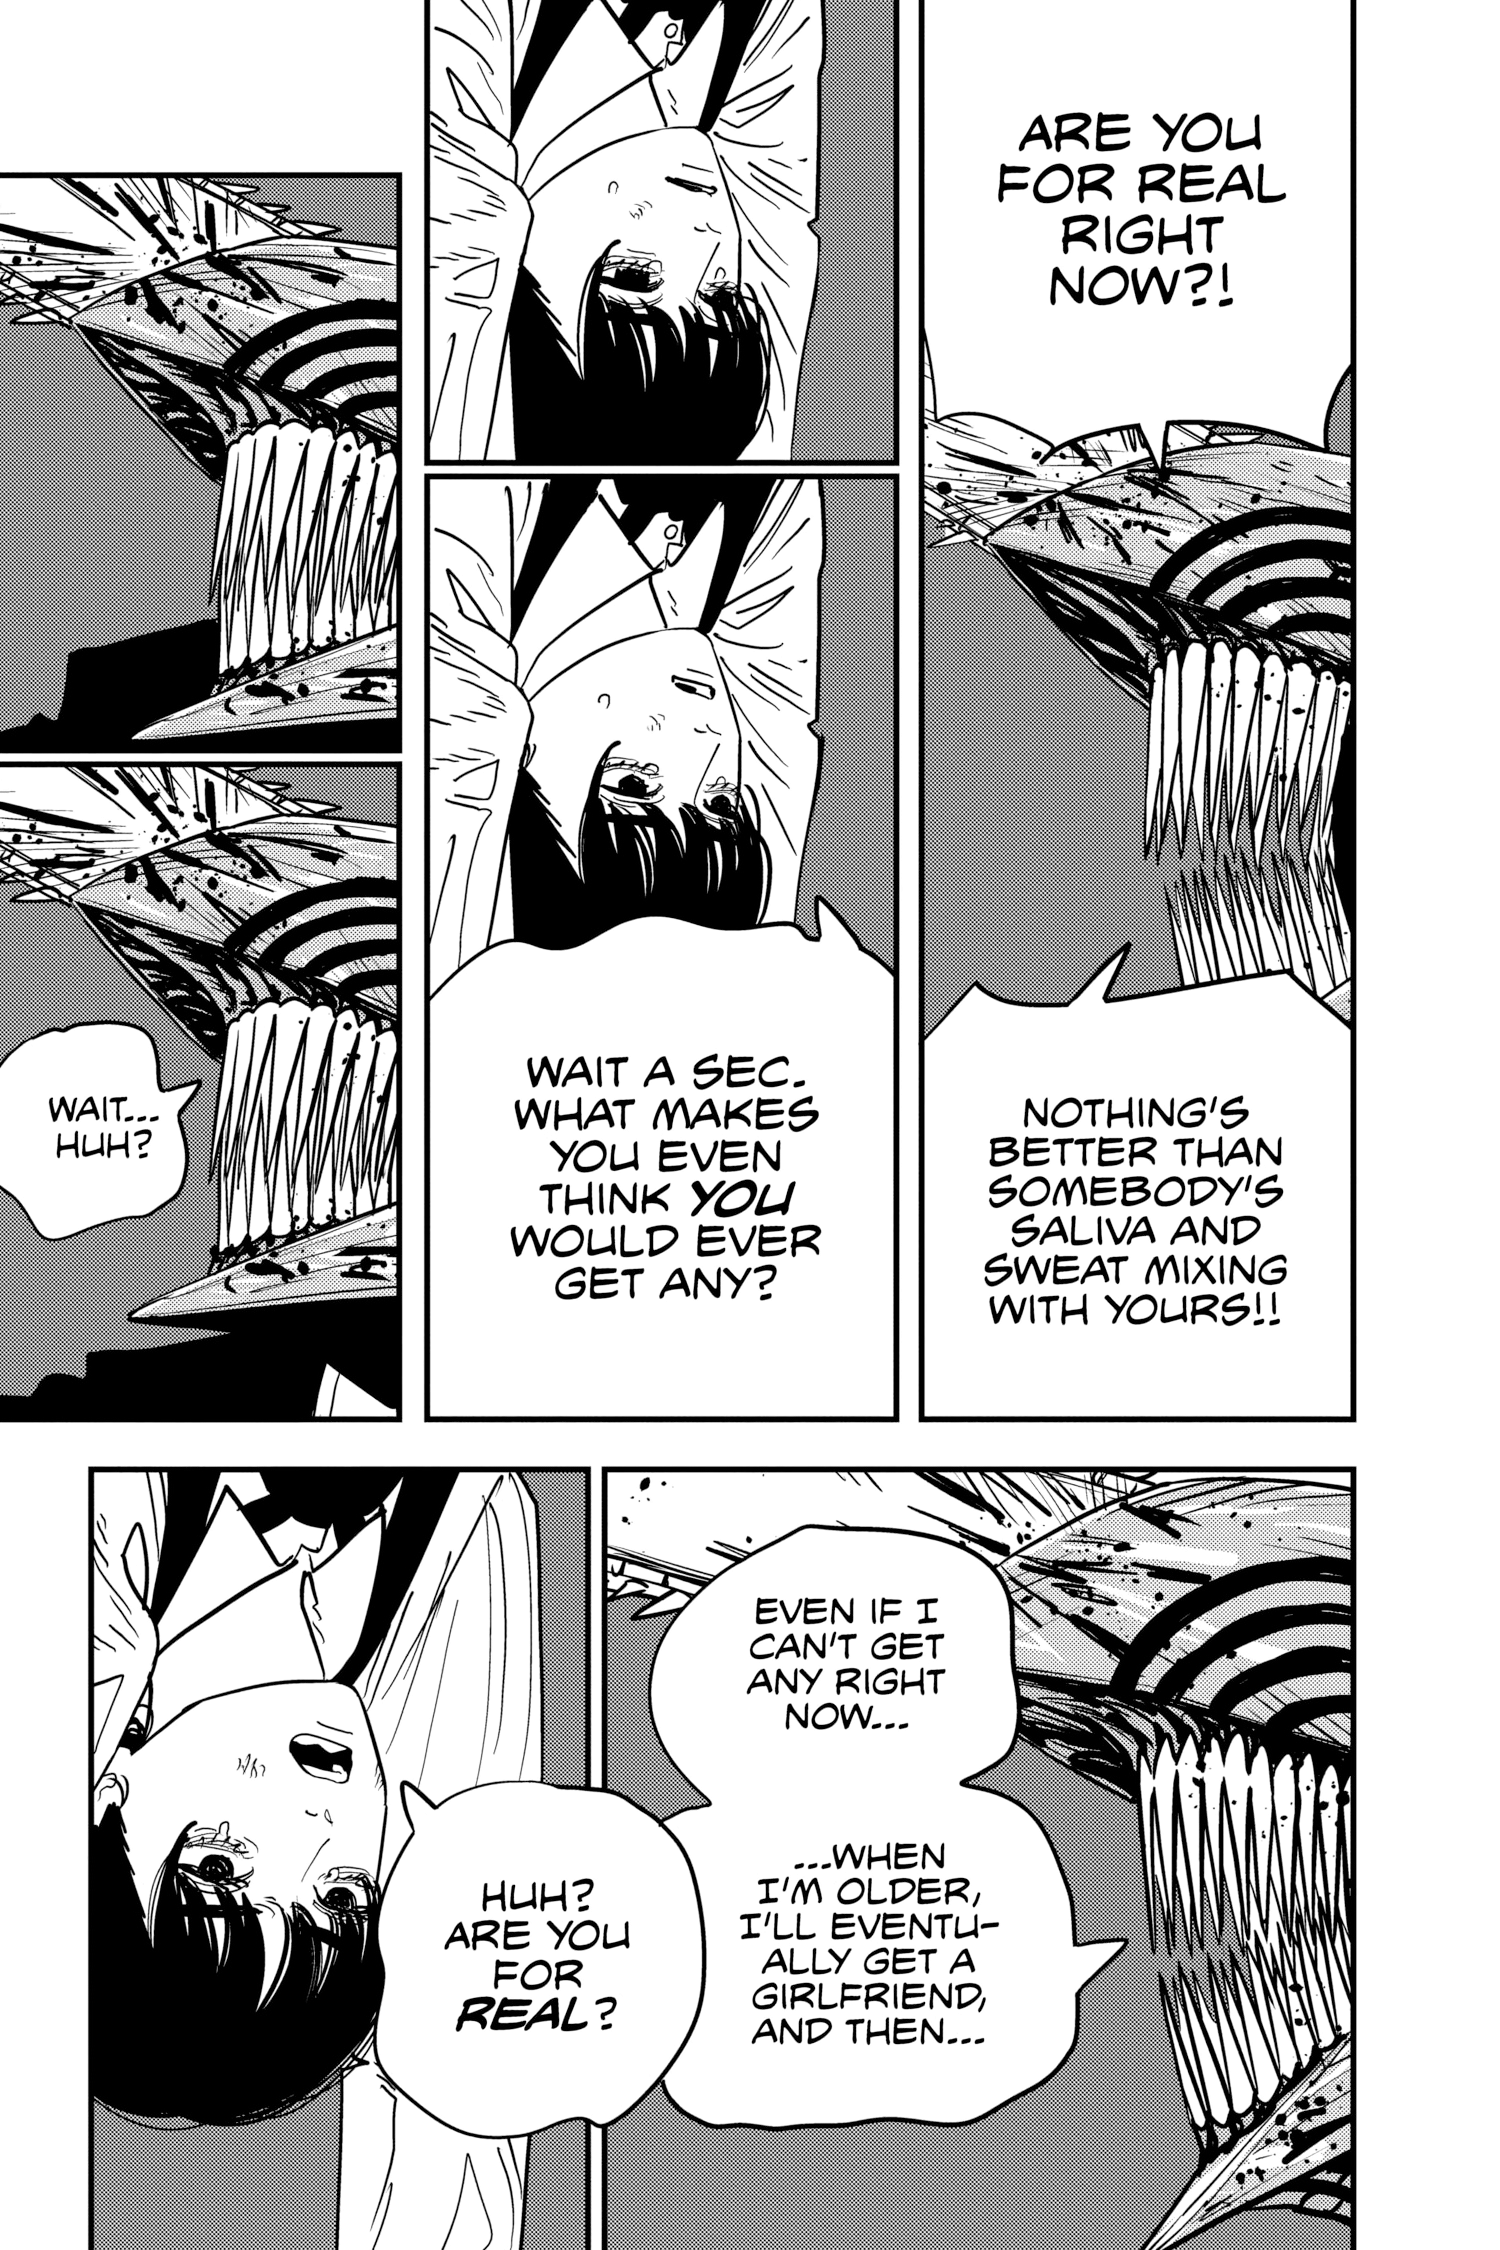 ARE YOU
FOR REAL
RIGHT
NOW?!
NOTHING'S
BETTER THAN
SOMEBODY'S
SALIVA AND
SWEAT MIXING
WITH YOURS!!
WAIT A SEC.
WHAT MAKES
YOU EVEN
THINK YOU
WOULD EVER
GET ANY?
WAIT...
HUH?
EVEN IF I
CAN'T GET
ANY RIGHT
NOW...
...WHEN
I'M OLDER,
I'LL EVENTU-
ALLY GET A
GIRLFRIEND,
AND THEN...
HUH?
ARE YOU
FOR
REAL?